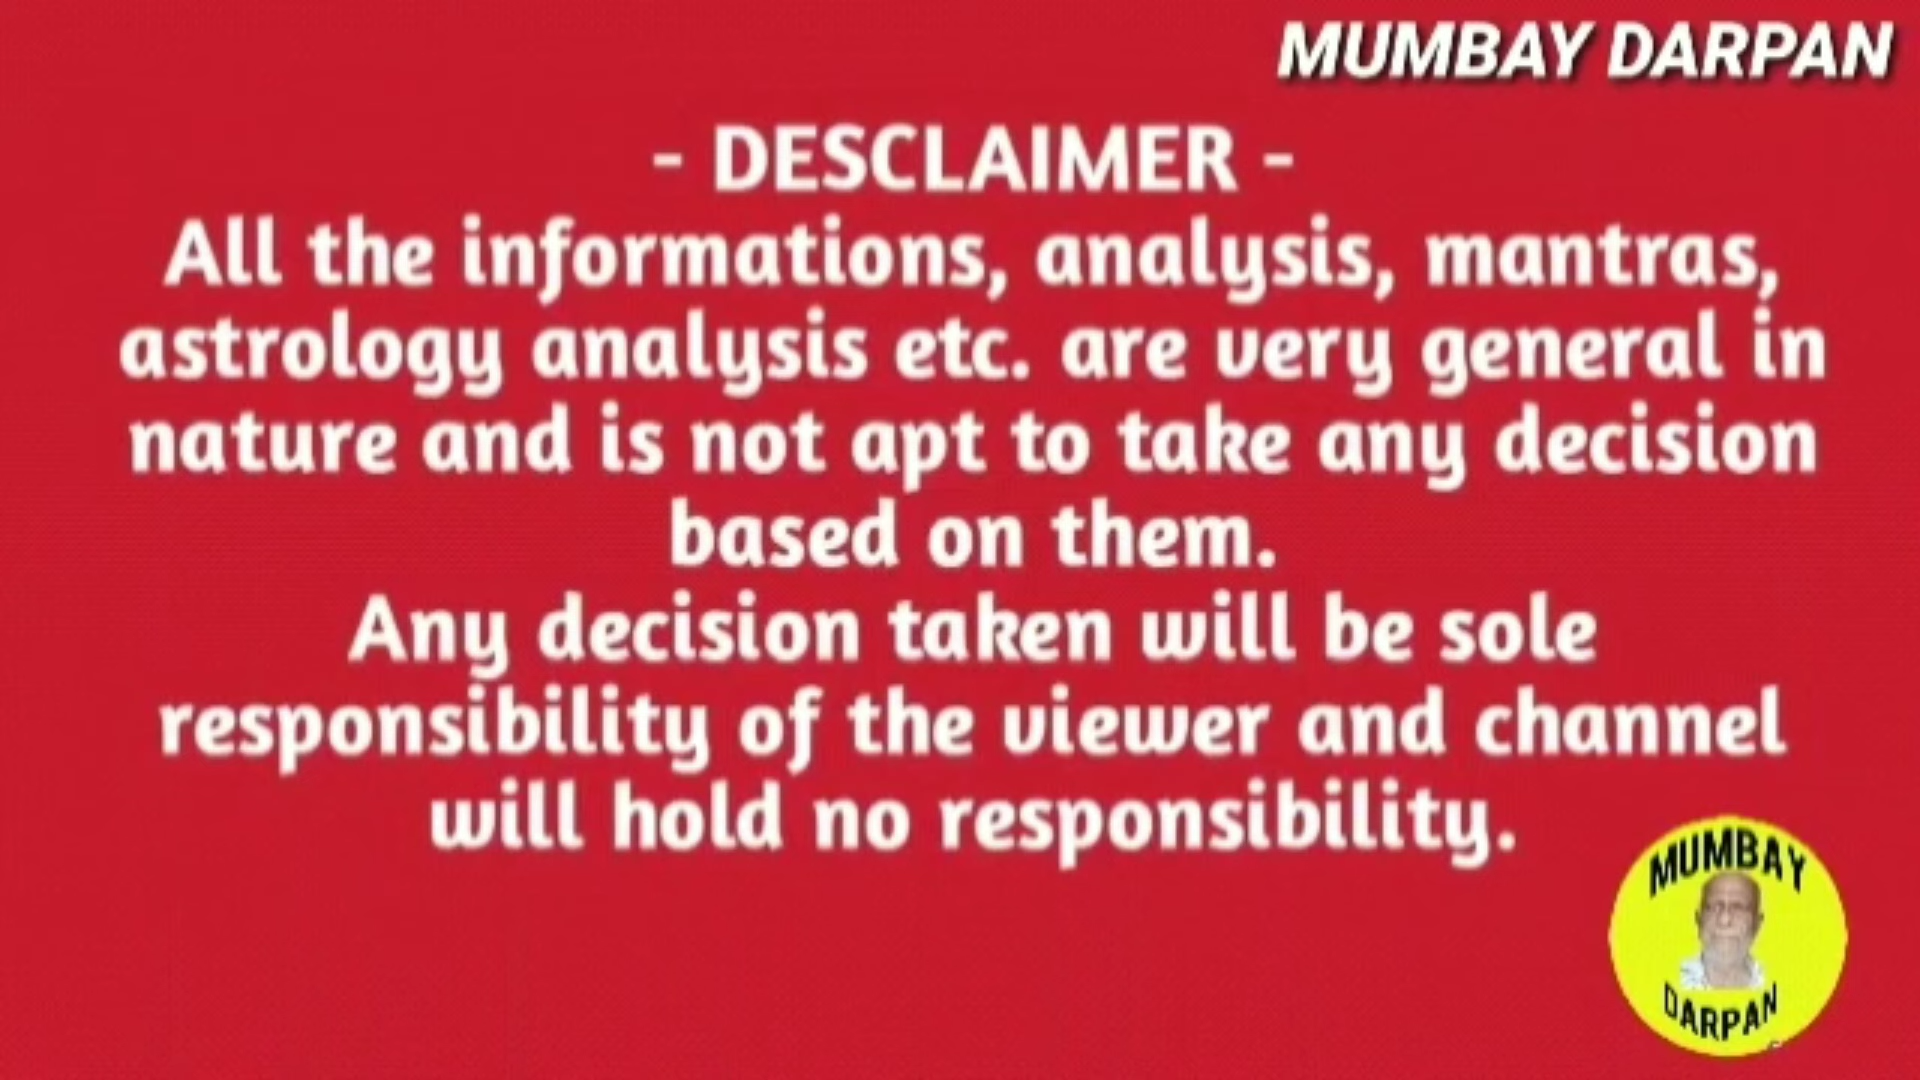 MUMBAY DARPAN
- DESCLAIMER -
All the informations, analysis, mantras,
astrology analysis etc. are very general in
nature and is not apt to take any decision
based on them.
Any decision taken will be sole
responsibility of the viewer and channel
will hold no responsibility.
MUMBAY
DARPAN